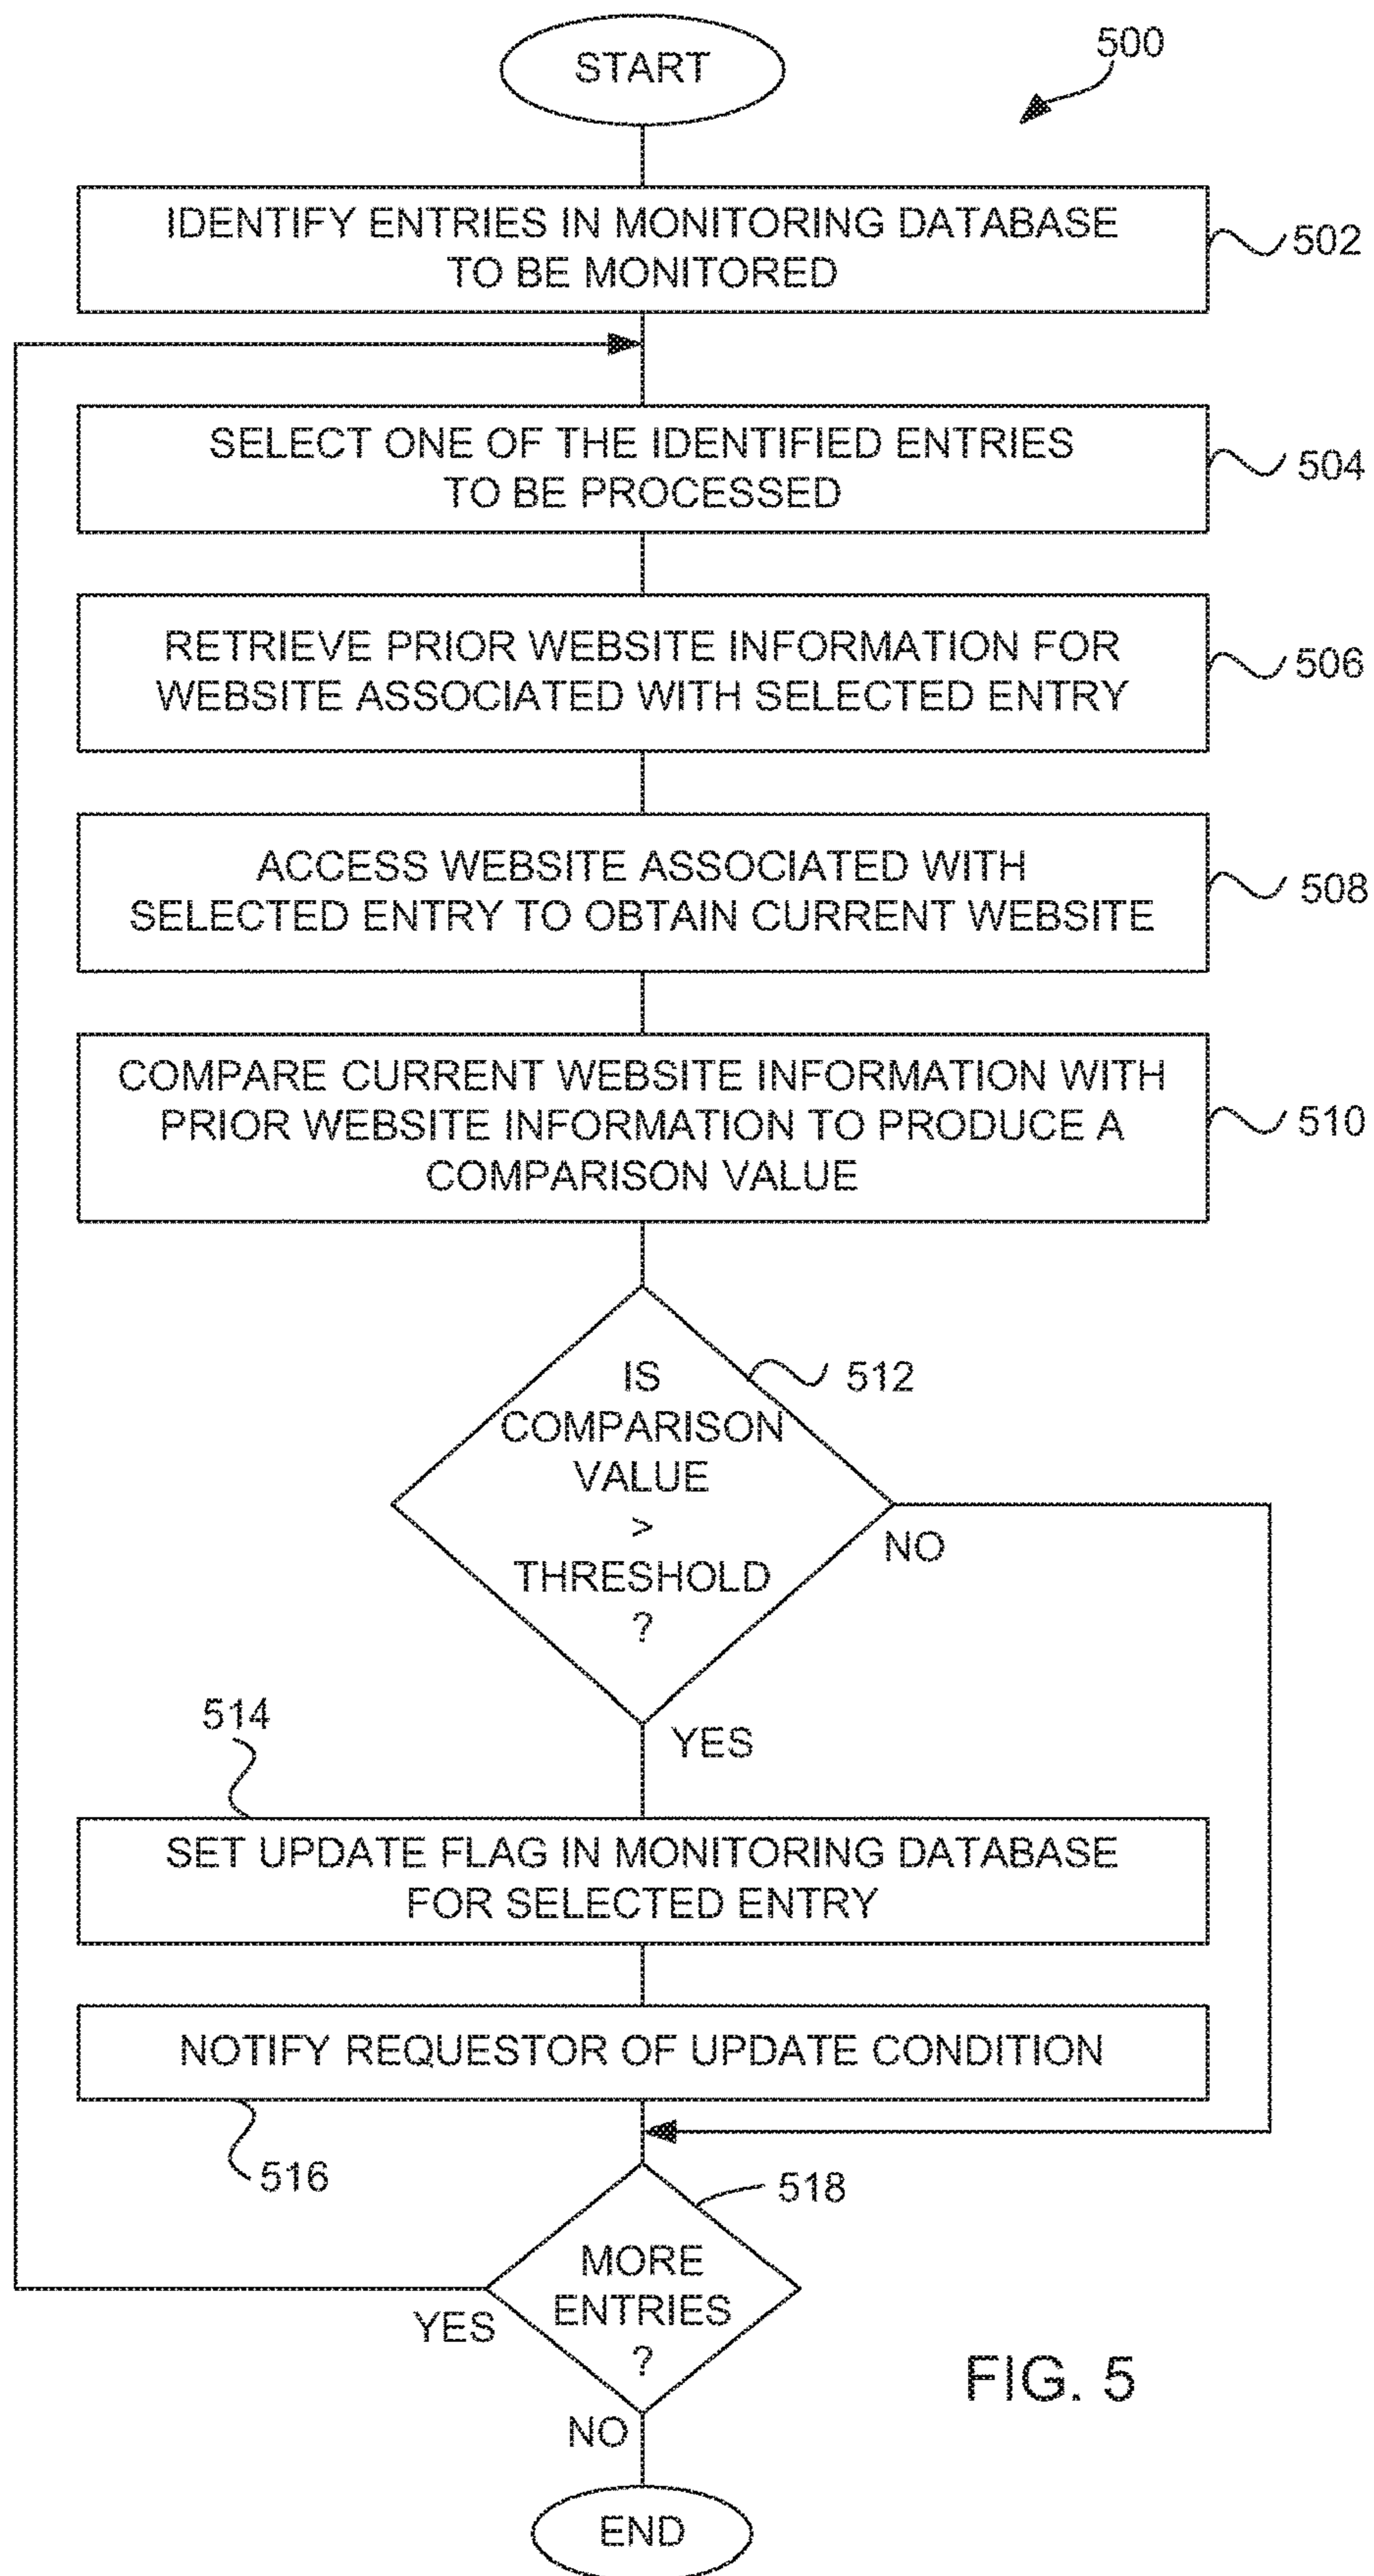 START
500
IDENTIFY ENTRIES IN MONITORING DATABASE
TO BE MONITORED
502
SELECT ONE OF THE IDENTIFIED ENTRIES
TO BE PROCESSED
504
RETRIEVE PRIOR WEBSITE INFORMATION FOR
WEBSITE ASSOCIATED WITH SELECTED ENTRY
506
ACCESS WEBSITE ASSOCIATED WITH
SELECTED ENTRY TO OBTAIN CURRENT WEBSITE
508
COMPARE CURRENT WEBSITE INFORMATION WITH
PRIOR WEBSITE INFORMATION TO PRODUCE A
COMPARISON VALUE
510
IS
COMPARISON
VALUE
>
THRESHOLD
?
512
NO
YES
514
SET UPDATE FLAG IN MONITORING DATABASE
FOR SELECTED ENTRY
NOTIFY REQUESTOR OF UPDATE CONDITION
516
518
MORE
ENTRIES
?
YES
NO
FIG. 5
END